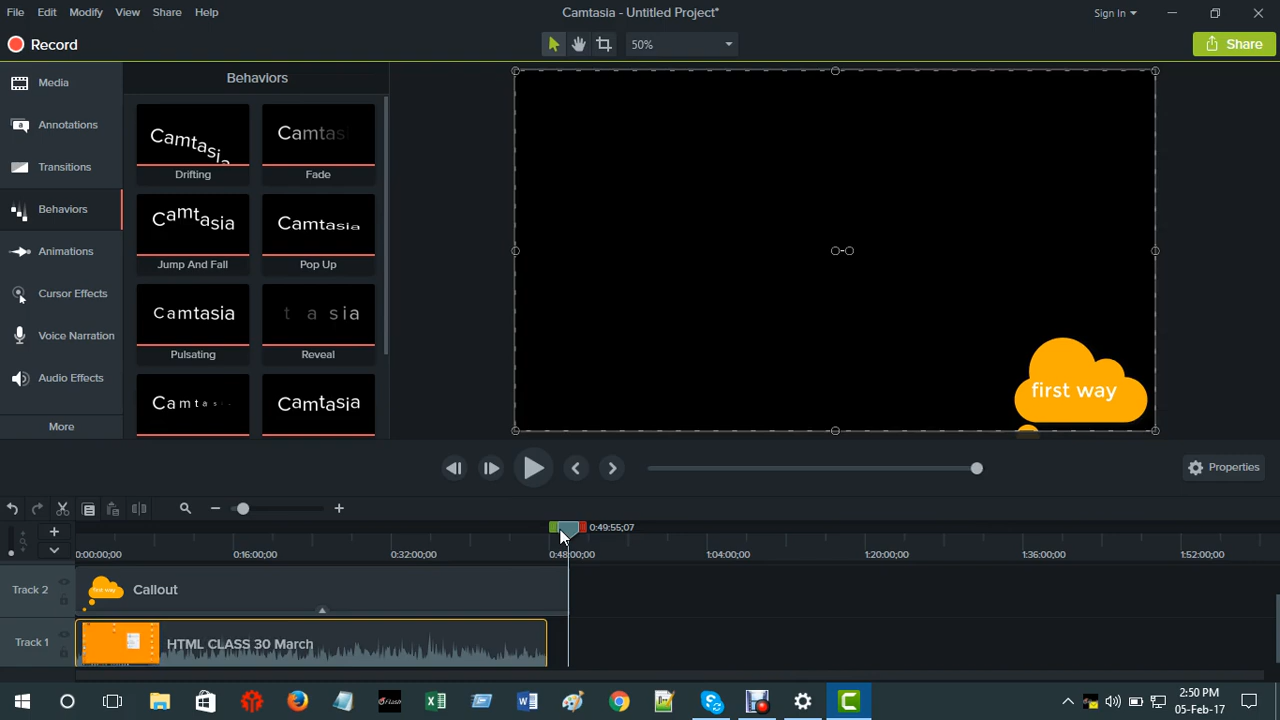 File Edit Modify View Share Help
Camtasia - Untitled Project*
Sign In
Record
50%
Share
Media
Annotations
Transitions
Behaviors
Animations
Cursor Effects
Voice Narration
Audio Effects
More
Behaviors
Camtasia
Camtasi
Drifting
Fade
Camtasia
Camtasia
Jump And Fall
Pop Up
Camtasia
t a sia
Pulsating
Reveal
Camtas
Camtasia
first way
Properties
0:49:55;07
0:00:00;00
0:16:00;00
0:32:00;00
0:48:00;00
1:04:00;00
1:20:00;00
1:36:00;00
1:52:00;00
Track 2
first way
Callout
Track 1
HTML CLASS 30 March
Flash
2:50 PM
05-Feb-17